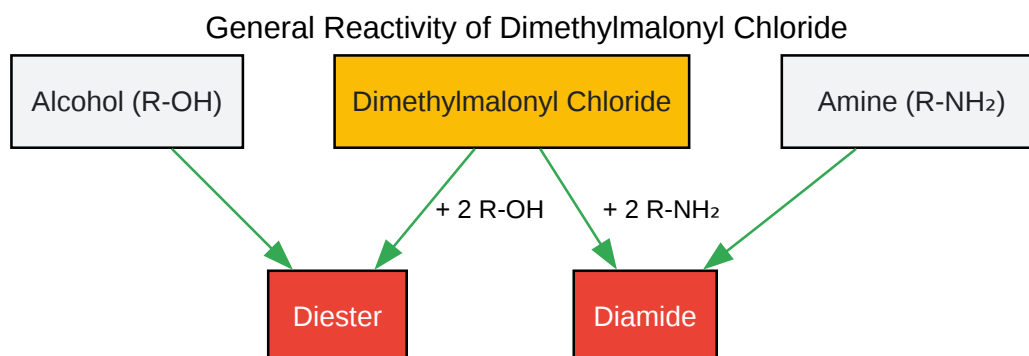 General Reactivity of Dimethylmalonyl Chloride
Alcohol (R-OH)
Dimethylmalonyl Chloride
Amine (R-NH₂)
+ 2 R-OH
+ 2 R-NH₂
Diester
Diamide